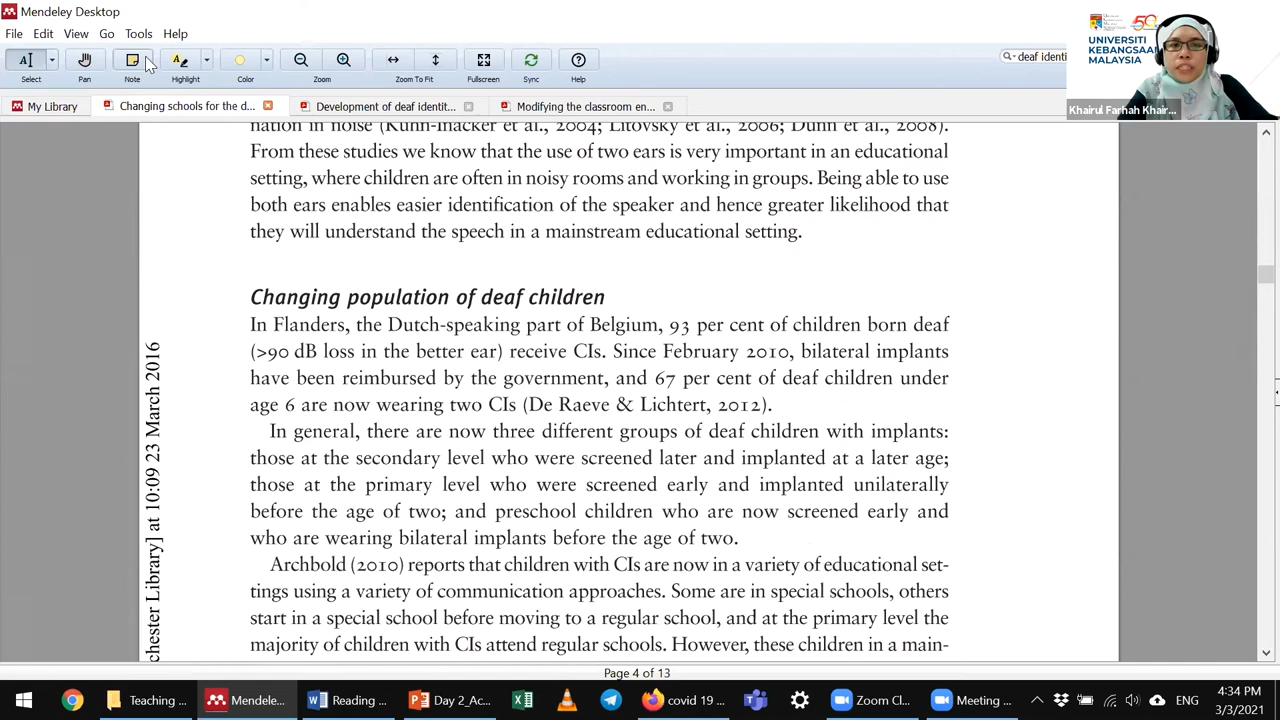 Mendeley Desktop
File Edit View Go Tools Help
Select Pan Note Highlight Color Zoom Zoom To Fit Fullscreen Sync Help
deaf identi
UNIVERSITI
KEBANGSAAN
MALAYSIA
Khairul Farhah Khair...
My Library Changing schools for the d... Development of deaf identit... Modifying the classroom en...
nation in noise (Kuhn-Inacker et al., 2004; Litovsky et al., 2006; Dunn et al., 2008).
From these studies we know that the use of two ears is very important in an educational
setting, where children are often in noisy rooms and working in groups. Being able to use
both ears enables easier identification of the speaker and hence greater likelihood that
they will understand the speech in a mainstream educational setting.
Changing population of deaf children
In Flanders, the Dutch-speaking part of Belgium, 93 per cent of children born deaf
(>90 dB loss in the better ear) receive CIs. Since February 2010, bilateral implants
have been reimbursed by the government, and 67 per cent of deaf children under
age 6 are now wearing two CIs (De Raeve & Lichtert, 2012).
In general, there are now three different groups of deaf children with implants:
those at the secondary level who were screened later and implanted at a later age;
those at the primary level who were screened early and implanted unilaterally
before the age of two; and preschool children who are now screened early and
who are wearing bilateral implants before the age of two.
Archbold (2010) reports that children with CIs are now in a variety of educational set-
tings using a variety of communication approaches. Some are in special schools, others
start in a special school before moving to a regular school, and at the primary level the
majority of children with CIs attend regular schools. However, these children in a main-
chester Library] at 10:09 23 March 2016
Page 4 of 13
Teaching ... Mendele... Reading ... Day 2_Ac... covid 19 ... Zoom Cl... Meeting ... ENG
4:34 PM
3/3/2021